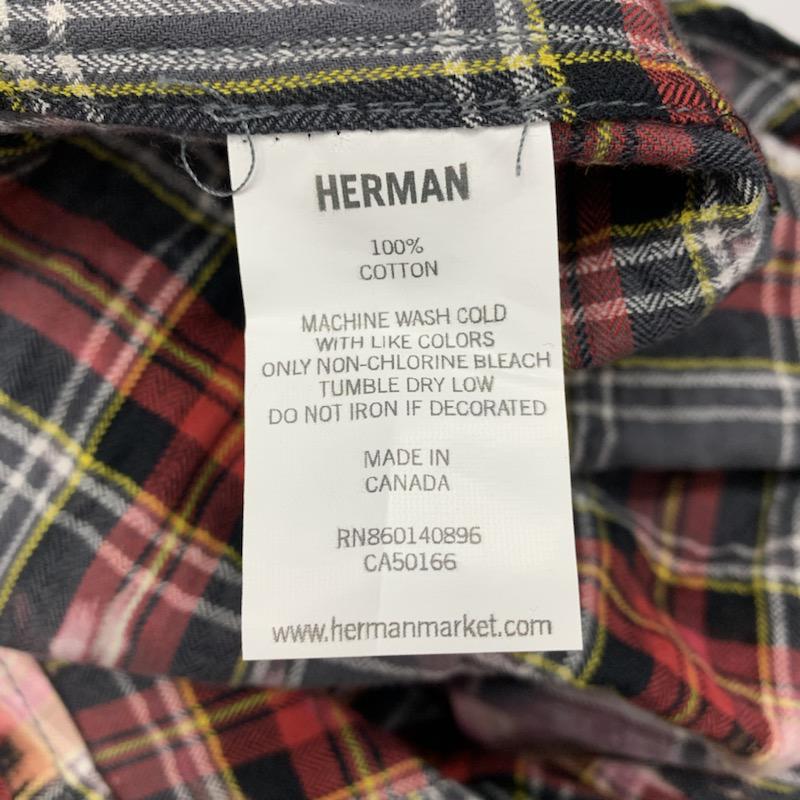 HERMAN
100%
COTTON
MACHINE WASH COLD
WITH LIKE COLORS
ONLY NON-CHLORINE BLEACH
TUMBLE DRY LOW
DO NOT IRON IF DECORATED
MADE IN
CANADA
RN860140896
CA50166
www.hermanmarket.com